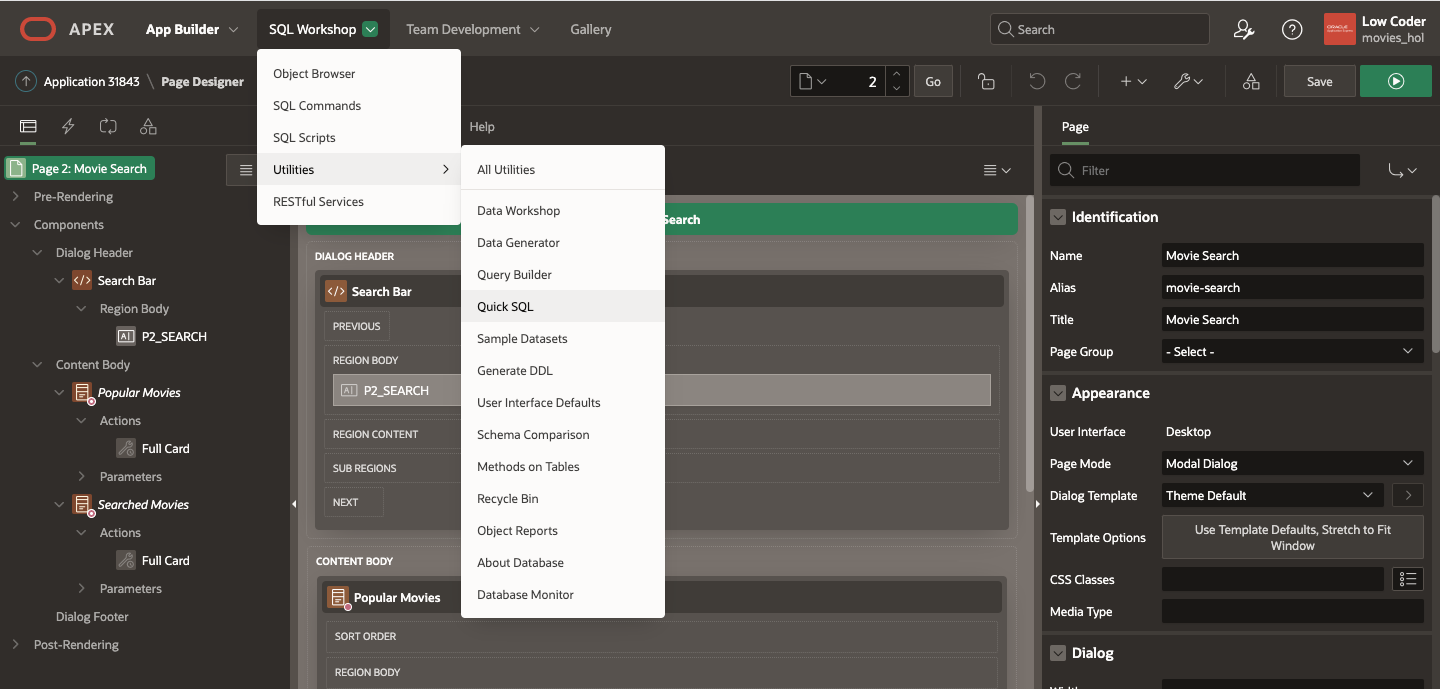 APEX
App Builder
SQL Workshop
Team Development
Gallery
Search
ORACLE
Low Coder
movies_hol
Application 31843 \ Page Designer
2
Go
Save
Object Browser
SQL Commands
SQL Scripts
Utilities
RESTful Services
Help
All Utilities
Data Workshop
Data Generator
Query Builder
Quick SQL
Sample Datasets
Generate DDL
User Interface Defaults
Schema Comparison
Methods on Tables
Recycle Bin
Object Reports
About Database
Database Monitor
Page 2: Movie Search
Pre-Rendering
Components
Dialog Header
Search Bar
Region Body
P2_SEARCH
Content Body
Popular Movies
Actions
Full Card
Parameters
Searched Movies
Actions
Full Card
Parameters
Dialog Footer
Post-Rendering
Search
DIALOG HEADER
Search Bar
PREVIOUS
REGION BODY
P2_SEARCH
REGION CONTENT
SUB REGIONS
NEXT
CONTENT BODY
Popular Movies
SORT ORDER
REGION BODY
Page
Filter
Identification
Name Movie Search
Alias movie-search
Title Movie Search
Page Group - Select -
Appearance
User Interface Desktop
Page Mode Modal Dialog
Dialog Template Theme Default
Template Options Use Template Defaults, Stretch to Fit
Window
CSS Classes
Media Type
Dialog